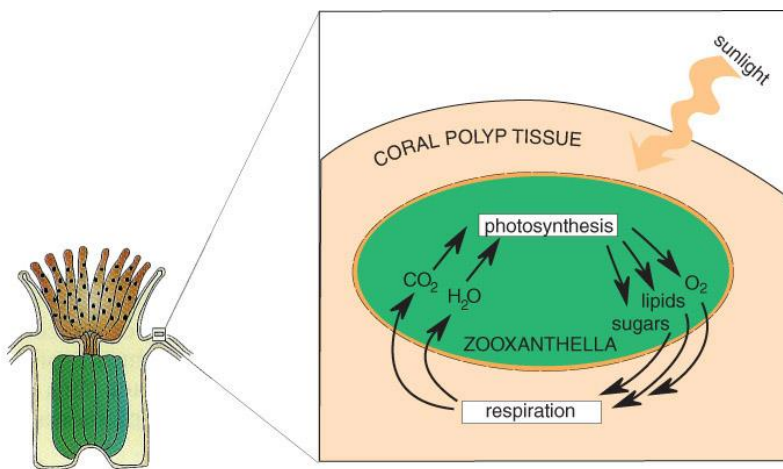 sunlight
CORAL POLYP TISSUE
photosynthesis
CO₂
H₂O
O₂
lipids
sugars
ZOOXANTHELLA
respiration